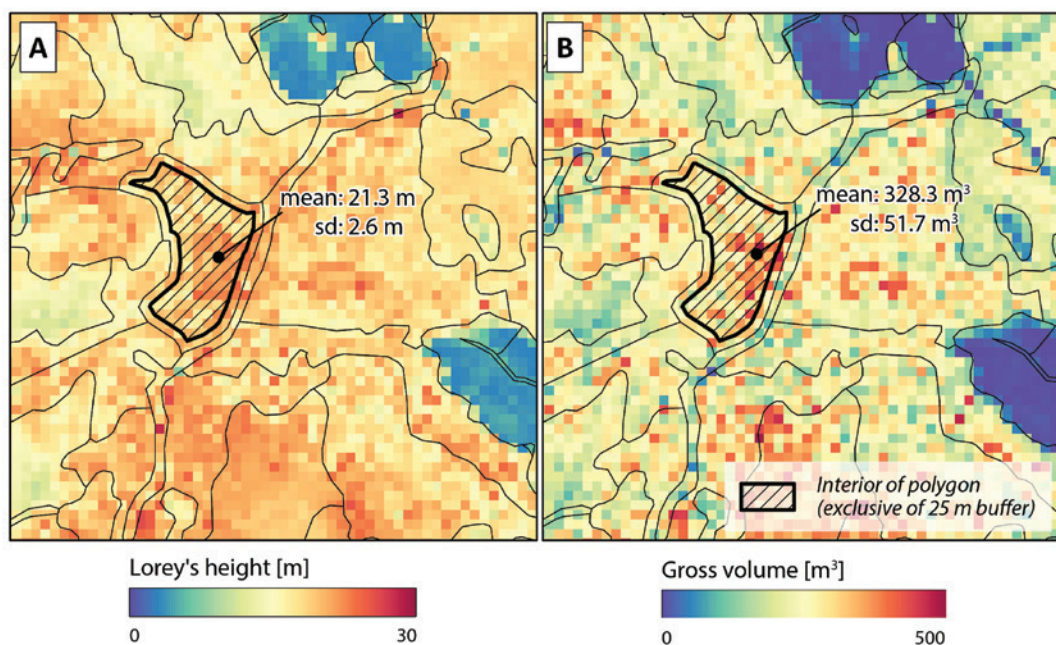 A
mean: 21.3 m
sd: 2.6 m
B
mean: 328.3 m³
sd: 51.7 m³
Interior of polygon
(exclusive of 25 m buffer)
Lorey's height [m]
0 30
Gross volume [m³]
0 500